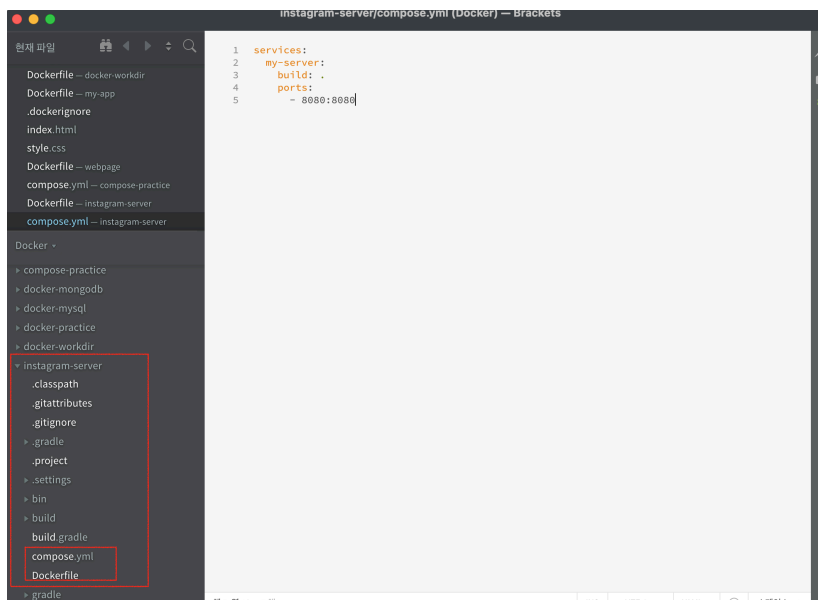 instagram-server/compose.yml (Docker) — Brackets
현재 파일
Dockerfile — docker-workdir
Dockerfile — my-app
.dockerignore
index.html
style.css
Dockerfile — webpage
compose.yml — compose-practice
Dockerfile — instagram-server
compose.yml — instagram-server
Docker
compose-practice
docker-mongodb
docker-mysql
docker-practice
docker-workdir
instagram-server
.classpath
.gitattributes
.gitignore
.gradle
.project
.settings
bin
build
build.gradle
compose.yml
Dockerfile
gradle
1 services:
2 my-server:
3 build: .
4 ports:
5 - 8080:8080